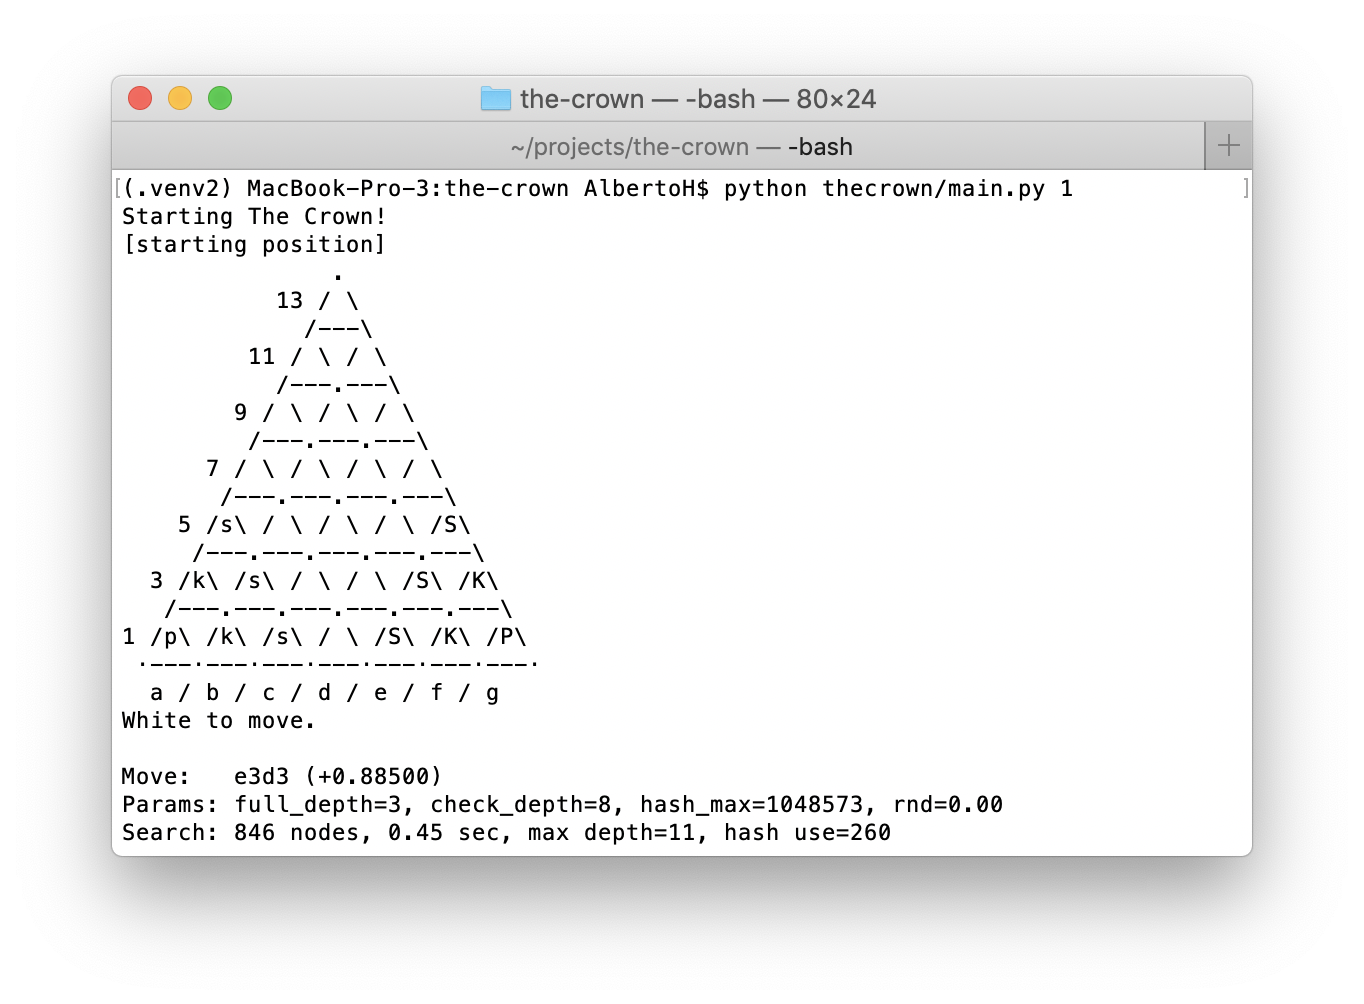 the-crown — -bash — 80×24
~/projects/the-crown — -bash
[(.venv2) MacBook-Pro-3:the-crown AlbertoH$ python thecrown/main.py 1 ]
Starting The Crown!
[starting position]
               .
           13 / \
             /---\
         11 / \ / \
           /---.---\
        9 / \ / \ / \
         /---.---.---\
      7 / \ / \ / \ / \
       /---.---.---.---\
    5 /s\ / \ / \ / \ /S\
     /---.---.---.---.---\
  3 /k\ /s\ / \ / \ /S\ /K\
   /---.---.---.---.---.---\
1 /p\ /k\ /s\ / \ /S\ /K\ /P\
 ·---·---·---·---·---·---·---·
  a / b / c / d / e / f / g
White to move.
Move:   e3d3 (+0.88500)
Params: full_depth=3, check_depth=8, hash_max=1048573, rnd=0.00
Search: 846 nodes, 0.45 sec, max depth=11, hash use=260